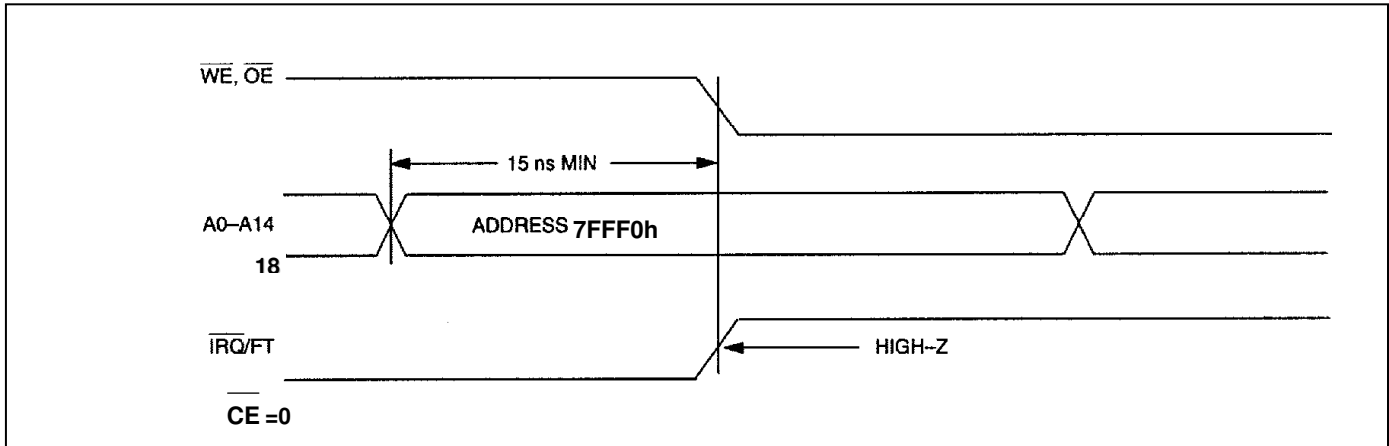 WE, OE
15 ns MIN
A0–A14
ADDRESS 7FFF0h
18
IRQ/FT
HIGH–Z
CE =0